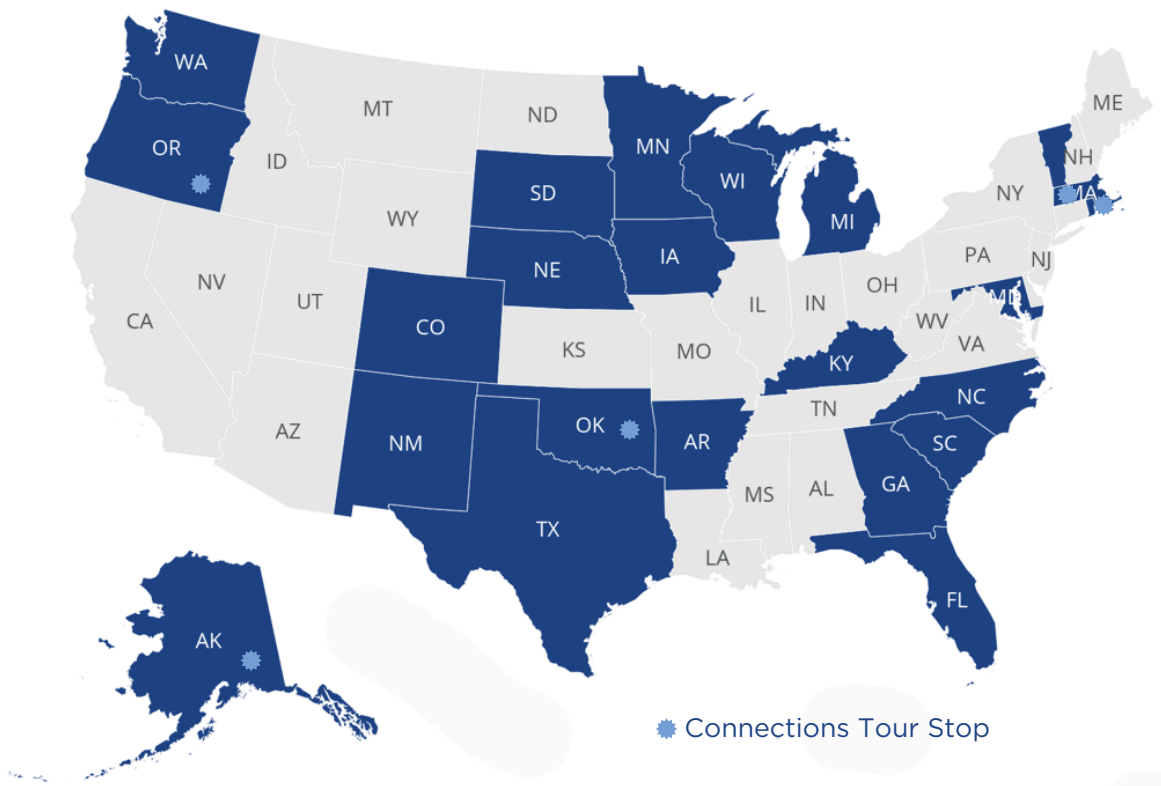 WA
MT
ND
MN
ME
OR
ID
SD
WI
NH
WY
MI
NY
MA
NV
UT
NE
IA
PA
NJ
CA
CO
KS
MO
IL
IN
OH
WV
MD
VA
KY
AZ
NM
OK
AR
TN
NC
SC
TX
LA
MS
AL
GA
FL
AK
Connections Tour Stop